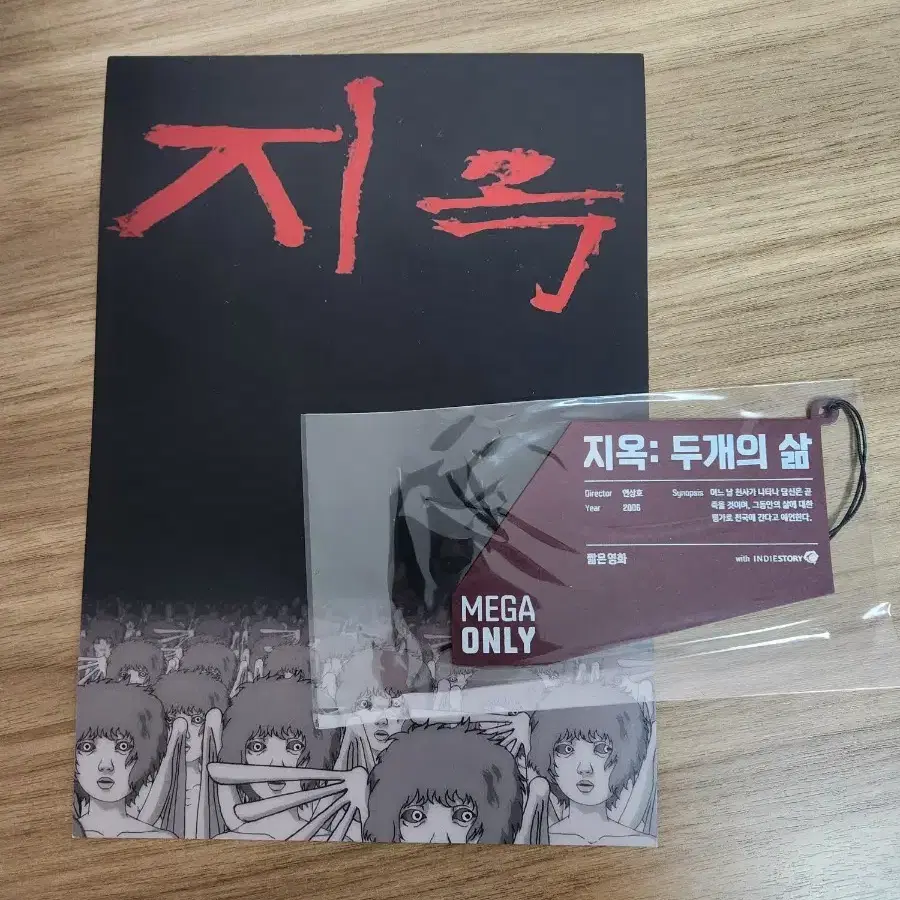 지옥
지옥: 두개의 삶
Director 연상호
Year 2006
Synopsis 어느 날 천사가 나타나 당신은 곧
죽을 것이며, 그동안의 삶에 대한
평가로 천국에 간다고 예언한다.
짧은영화
with INDIESTORY
MEGA
ONLY